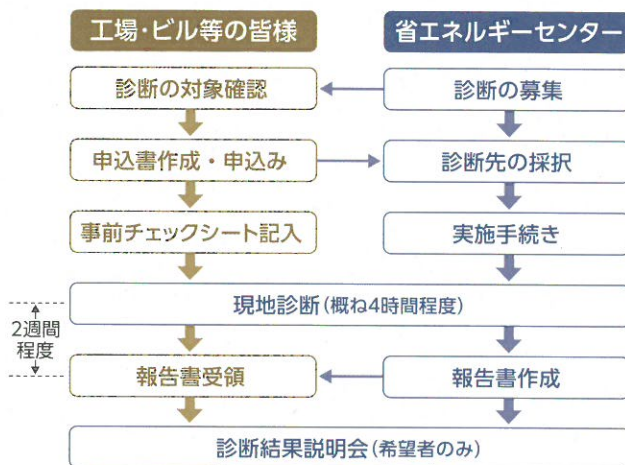 工場・ビル等の皆様
省エネルギーセンター
診断の対象確認
診断の募集
申込書作成・申込み
診断先の採択
事前チェックシート記入
実施手続き
現地診断(概ね4時間程度)
2週間
程度
報告書受領
報告書作成
診断結果説明会(希望者のみ)